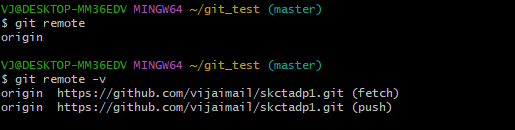 VJ@DESKTOP-MM36EDV MINGW64 ~/git_test (master)
$ git remote
origin
VJ@DESKTOP-MM36EDV MINGW64 ~/git_test (master)
$ git remote -v
origin  https://github.com/vijaimail/skctadp1.git (fetch)
origin  https://github.com/vijaimail/skctadp1.git (push)